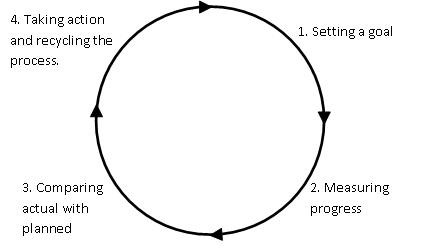 1. Setting a goal
2. Measuring
progress
3. Comparing
actual with
planned
4. Taking action
and recycling the
process.